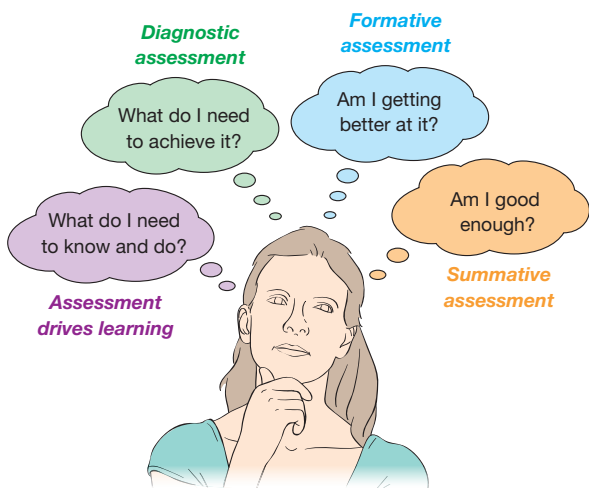 Diagnostic
assessment
What do I need
to achieve it?
Formative
assessment
Am I getting
better at it?
What do I need
to know and do?
Assessment
drives learning
Am I good
enough?
Summative
assessment